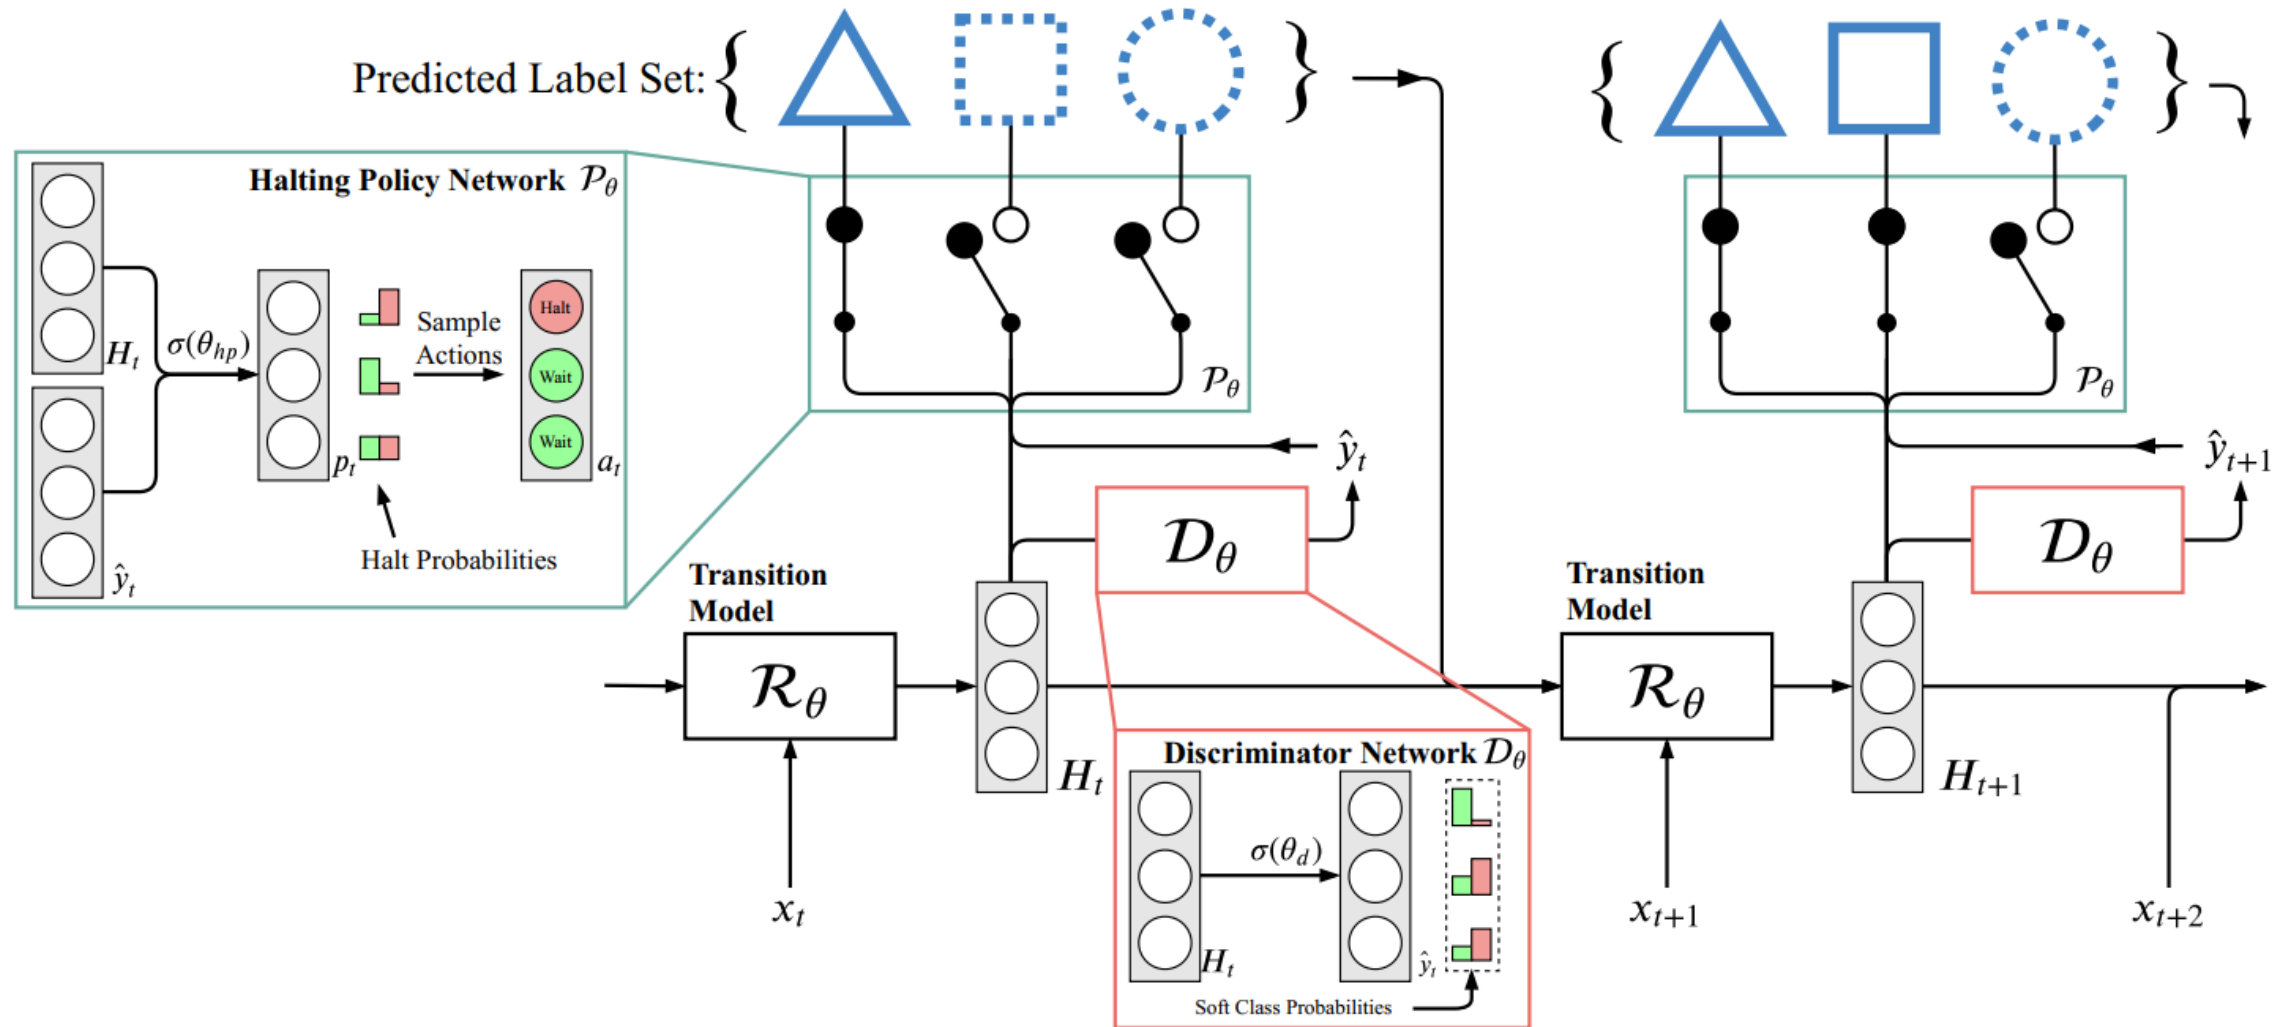 Predicted Label Set:
Halting Policy Network 𝒫θ
Hₜ
σ(θₕₚ)
ŷₜ
pₜ
Halt Probabilities
Sample
Actions
Halt
Wait
Wait
aₜ
𝒫θ
ŷₜ
𝒟θ
Transition
Model
ℛθ
xₜ
Hₜ
Discriminator Network 𝒟θ
Hₜ
σ(θ_d)
ŷₜ
Soft Class Probabilities
𝒫θ
ŷₜ₊₁
𝒟θ
Transition
Model
ℛθ
xₜ₊₁
Hₜ₊₁
xₜ₊₂